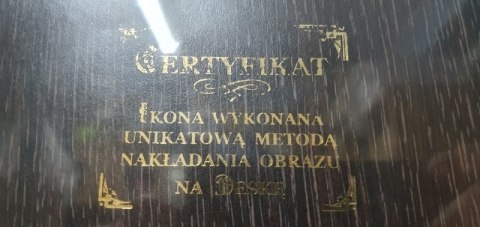 CERTYFIKAT
IKONA WYKONANA
UNIKATOWĄ METODĄ
NAKŁADANIA OBRAZU
NA DESKĘ